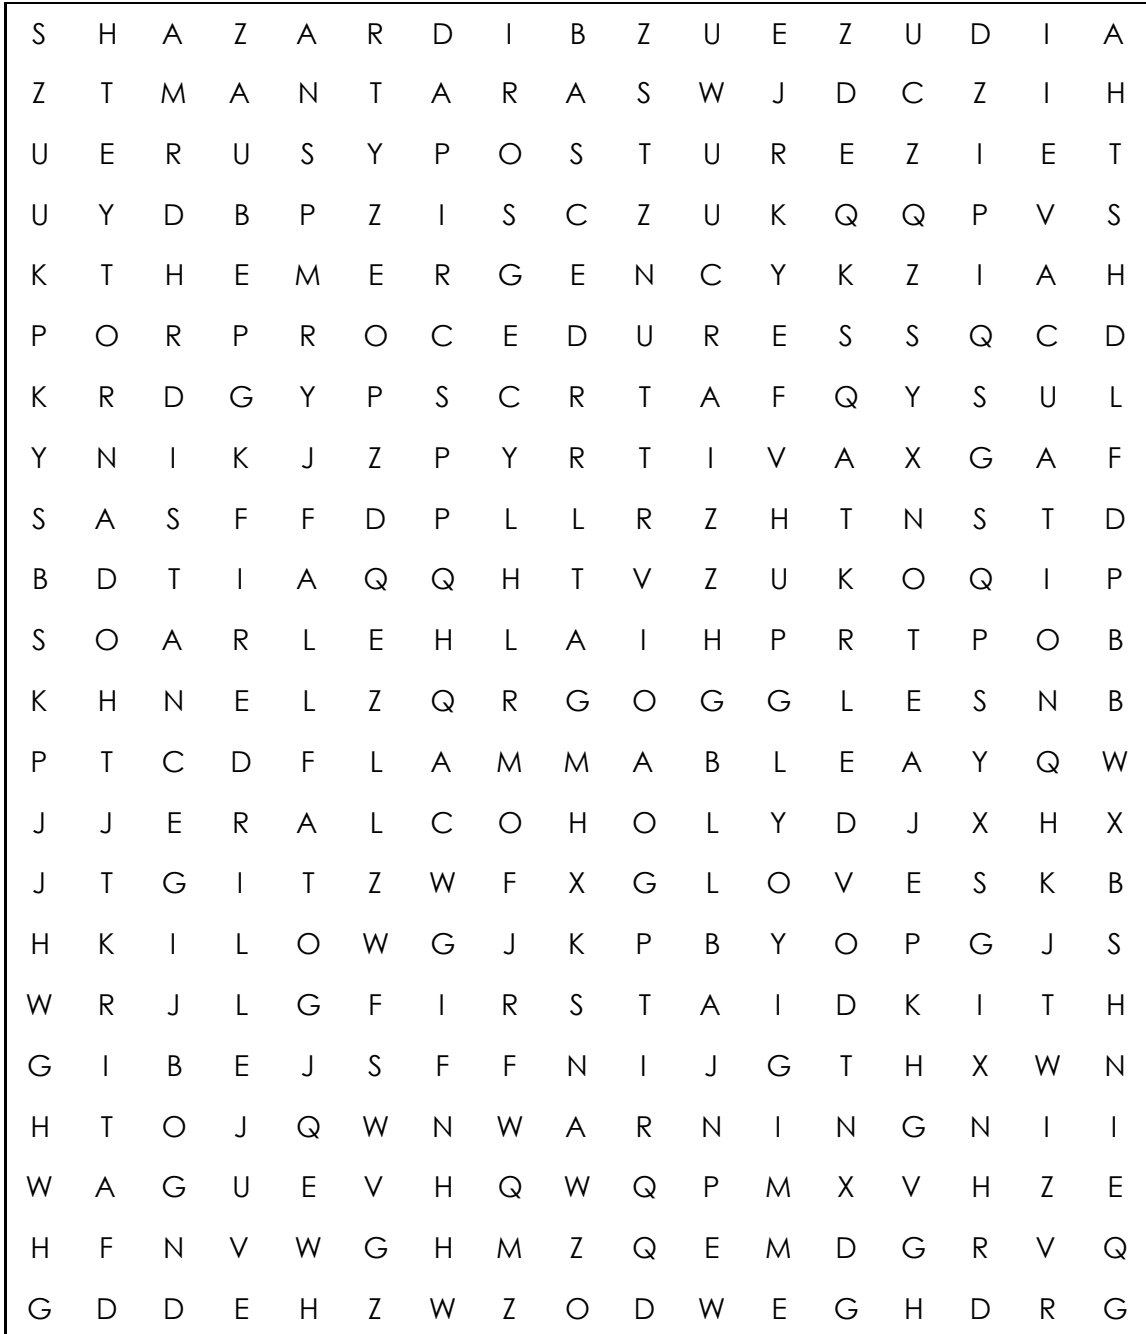 S H A Z A R D I B Z U E Z U D I A
Z T M A N T A R A S W J D C Z I H
U E R U S Y P O S T U R E Z I E T
U Y D B P Z I S C Z U K Q Q P V S
K T H E M E R G E N C Y K Z I A H
P O R P R O C E D U R E S S Q C D
K R D G Y P S C R T A F Q Y S U L
Y N I K J Z P Y R T I V A X G A F
S A S F F D P L L R Z H T N S T D
B D T I A Q Q H T V Z U K O Q I P
S O A R L E H L A I H P R T P O B
K H N E L Z Q R G O G G L E S N B
P T C D F L A M M A B L E A Y Q W
J J E R A L C O H O L Y D J X H X
J T G I T Z W F X G L O V E S K B
H K I L O W G J K P B Y O P G J S
W R J L G F I R S T A I D K I T H
G I B E J S F F N I J G T H X W N
H T O J Q W N W A R N I N G N I I
W A G U E V H Q W Q P M X V H Z E
H F N V W G H M Z Q E M D G R V Q
G D D E H Z W Z O D W E G H D R G